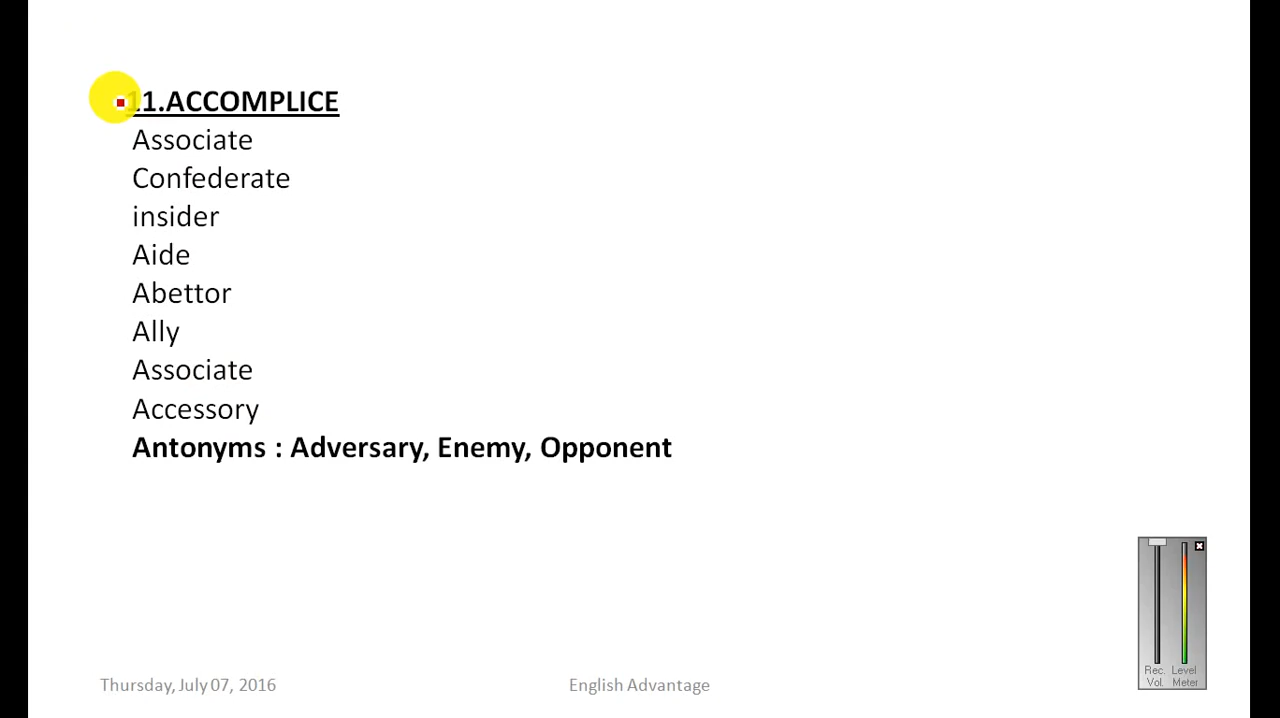 11.ACCOMPLICE
Associate
Confederate
insider
Aide
Abettor
Ally
Associate
Accessory
Antonyms : Adversary, Enemy, Opponent
Rec. Level
Vol. Meter
Thursday, July 07, 2016
English Advantage